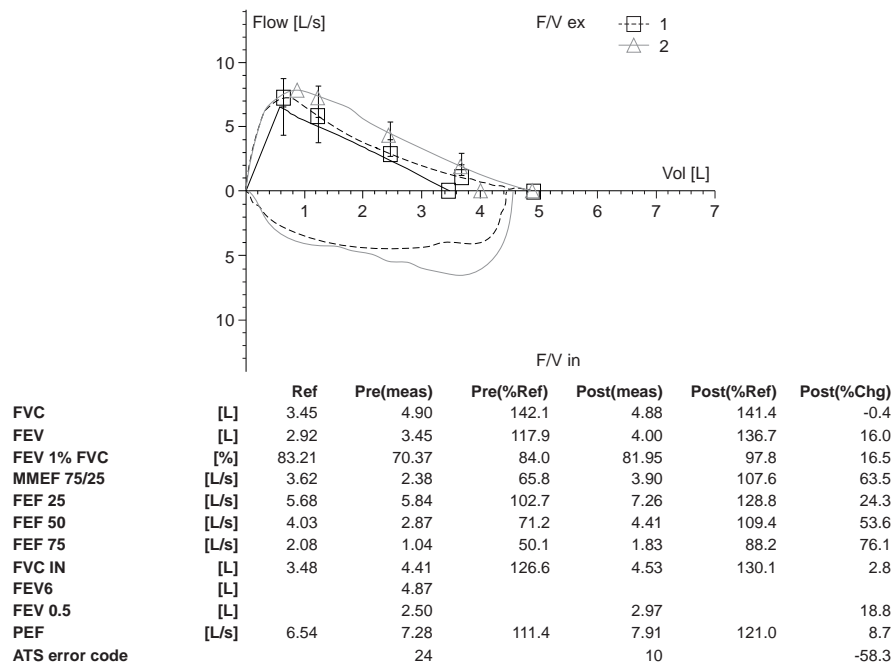 Flow [L/s]
F/V ex
1
2
10
5
0
Vol [L]
1 2 3 4 5 6 7 7
5
10
F/V in
Ref Pre(meas) Pre(%Ref) Post(meas) Post(%Ref) Post(%Chg)
FVC [L] 3.45 4.90 142.1 4.88 141.4 -0.4
FEV [L] 2.92 3.45 117.9 4.00 136.7 16.0
FEV 1% FVC [%] 83.21 70.37 84.0 81.95 97.8 16.5
MMEF 75/25 [L/s] 3.62 2.38 65.8 3.90 107.6 63.5
FEF 25 [L/s] 5.68 5.84 102.7 7.26 128.8 24.3
FEF 50 [L/s] 4.03 2.87 71.2 4.41 109.4 53.6
FEF 75 [L/s] 2.08 1.04 50.1 1.83 88.2 76.1
FVC IN [L] 3.48 4.41 126.6 4.53 130.1 2.8
FEV6 [L] 4.87
FEV 0.5 [L] 2.50 2.97 18.8
PEF [L/s] 6.54 7.28 111.4 7.91 121.0 8.7
ATS error code 24 10 -58.3